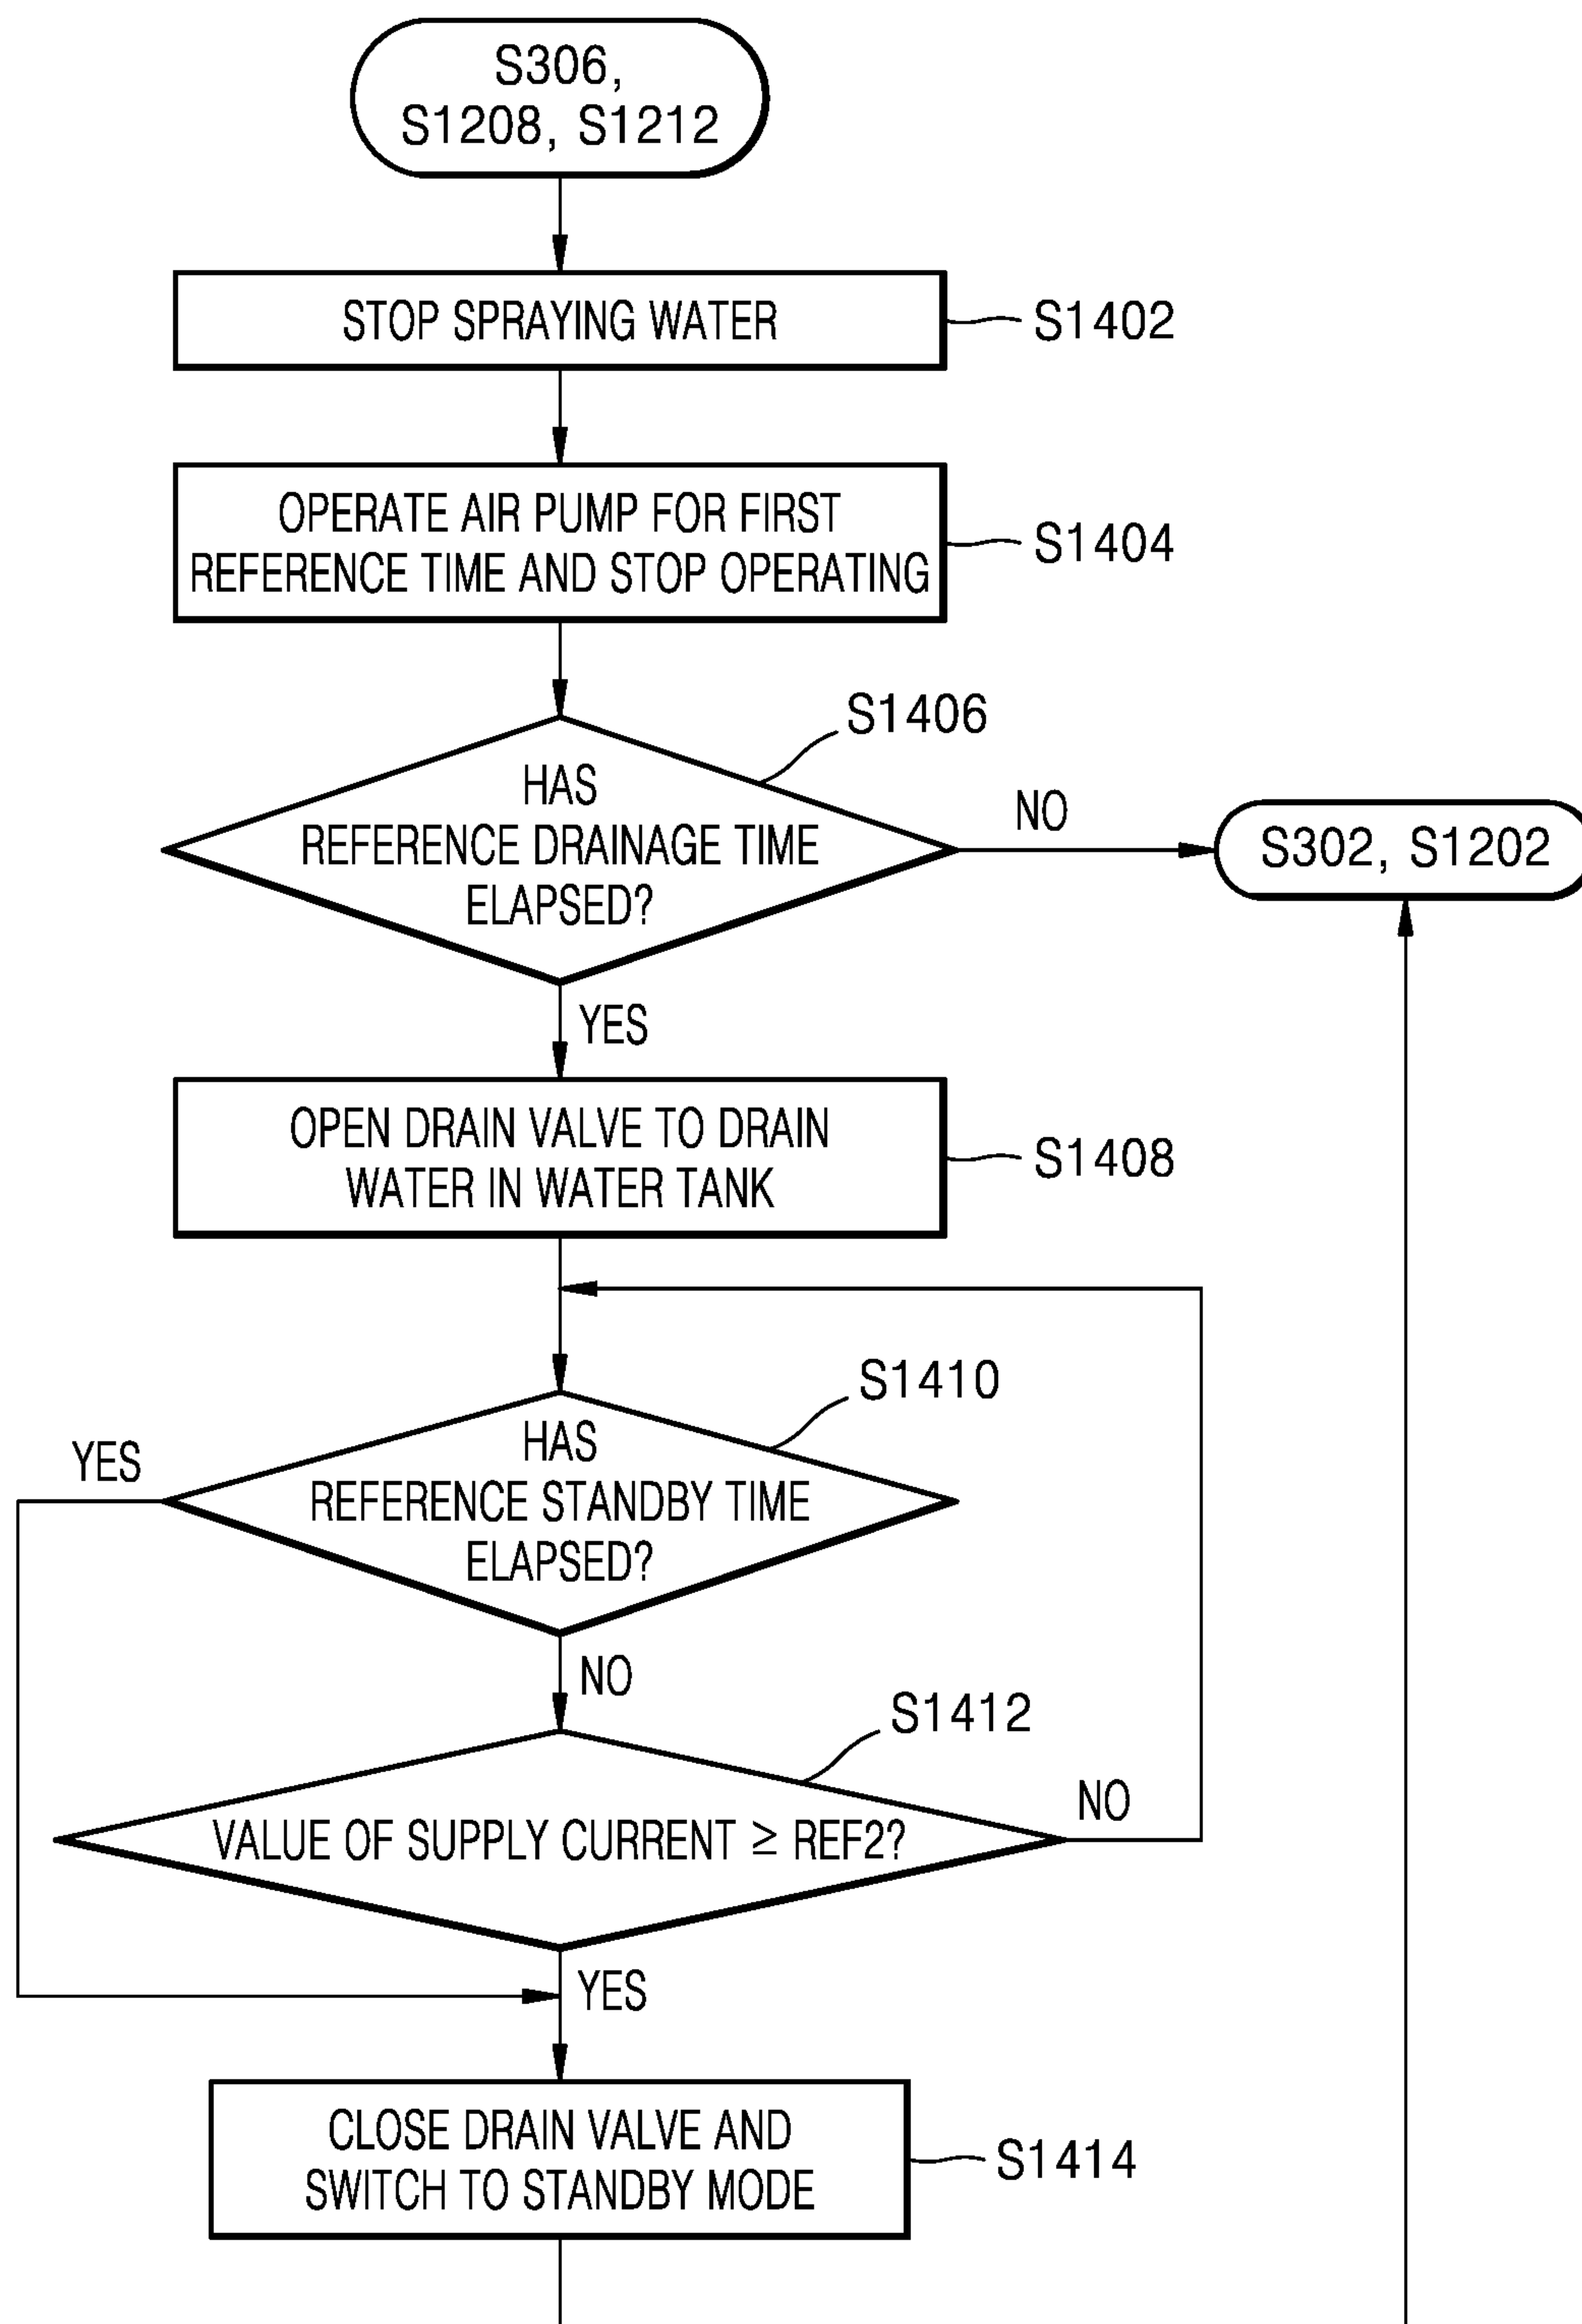 S306,
S1208, S1212
STOP SPRAYING WATER
S1402
OPERATE AIR PUMP FOR FIRST
REFERENCE TIME AND STOP OPERATING
S1404
S1406
HAS
REFERENCE DRAINAGE TIME
ELAPSED?
NO
S302, S1202
YES
OPEN DRAIN VALVE TO DRAIN
WATER IN WATER TANK
S1408
S1410
YES
HAS
REFERENCE STANDBY TIME
ELAPSED?
NO
S1412
NO
VALUE OF SUPPLY CURRENT ≥ REF2?
YES
CLOSE DRAIN VALVE AND
SWITCH TO STANDBY MODE
S1414